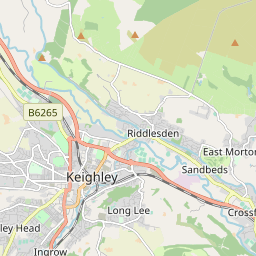 B6265
Riddlesden
East Morton
Sandbeds
Keighley
Long Lee
Crossf
ley Head
Ingrow